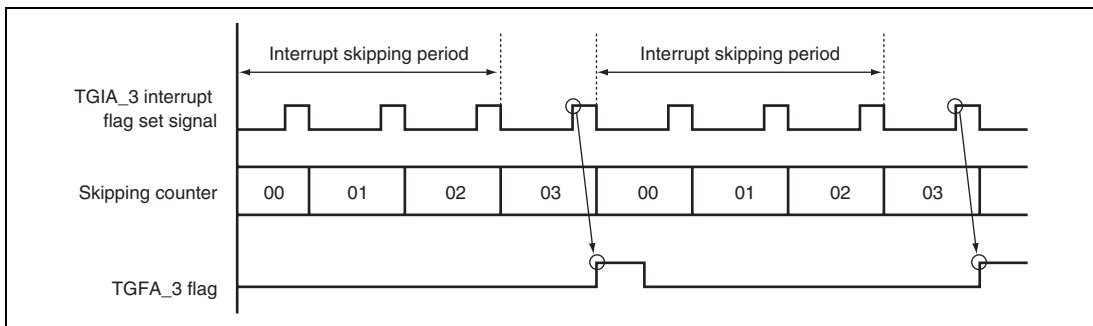 Interrupt skipping period Interrupt skipping period
TGIA_3 interrupt
flag set signal
Skipping counter 00 01 02 03 00 01 02 03
TGFA_3 flag